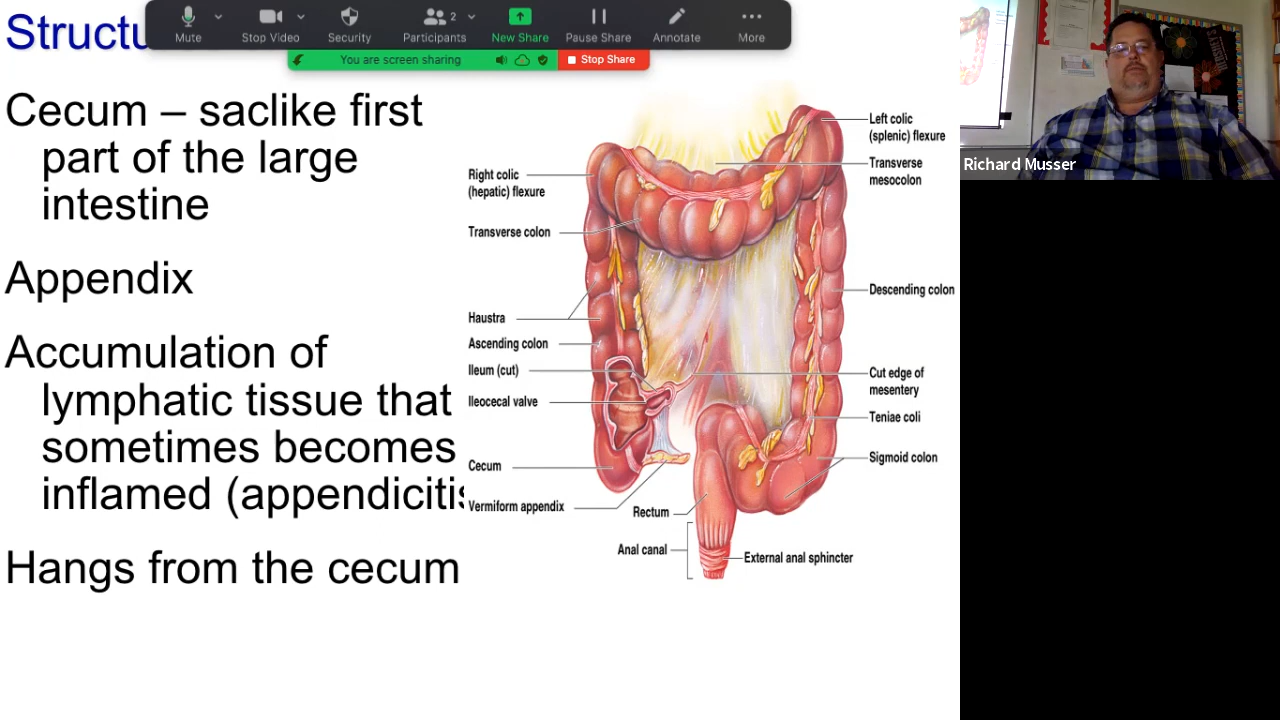 Structu
Mute
Stop Video
Security
Participants
2
New Share
Pause Share
Annotate
More
You are screen sharing
Stop Share
Cecum – saclike first
part of the large
intestine
Appendix
Accumulation of
lymphatic tissue that
sometimes becomes
inflamed (appendicitis
Hangs from the cecum
Right colic
(hepatic) flexure
Transverse colon
Haustra
Ascending colon
Ileum (cut)
Ileocecal valve
Cecum
Vermiform appendix
Rectum
Anal canal
Left colic
(splenic) flexure
Transverse
mesocolon
Descending colon
Cut edge of
mesentery
Teniae coli
Sigmoid colon
External anal sphincter
Richard Musser